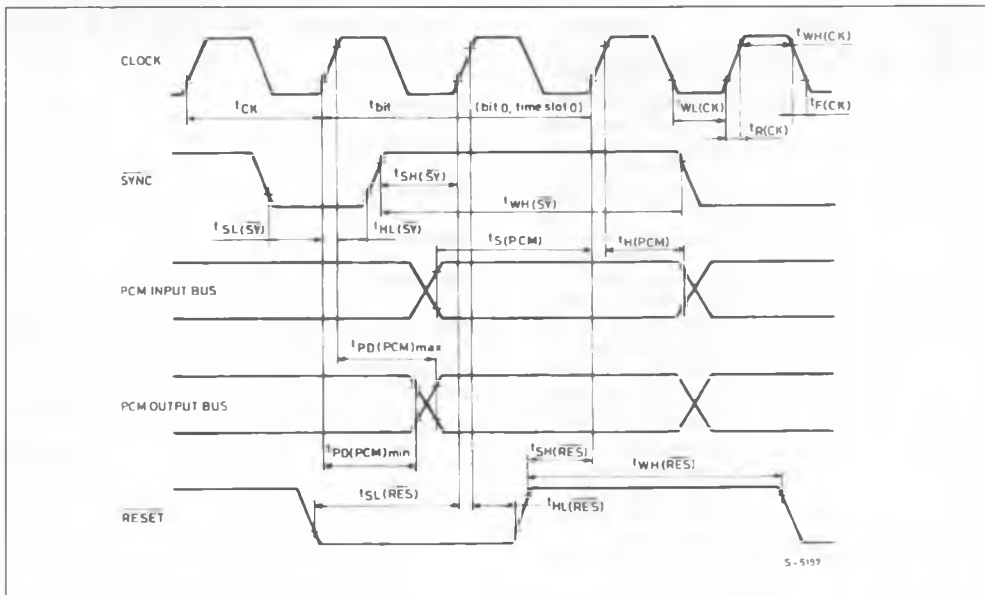 tWH(CK)
CLOCK
tCK
tbit
(bit 0, time slot 0)
tWL(CK)
tF(CK)
tR(CK)
SYNC
tSH(SY)
tWH(SY)
tSL(SY)
tHL(SY)
tS(PCM)
tH(PCM)
PCM INPUT BUS
tPD(PCM)max
PCM OUTPUT BUS
tPD(PCM)min
tSH(RES)
tWH(RES)
tSL(RES)
tHL(RES)
RESET
S-5197